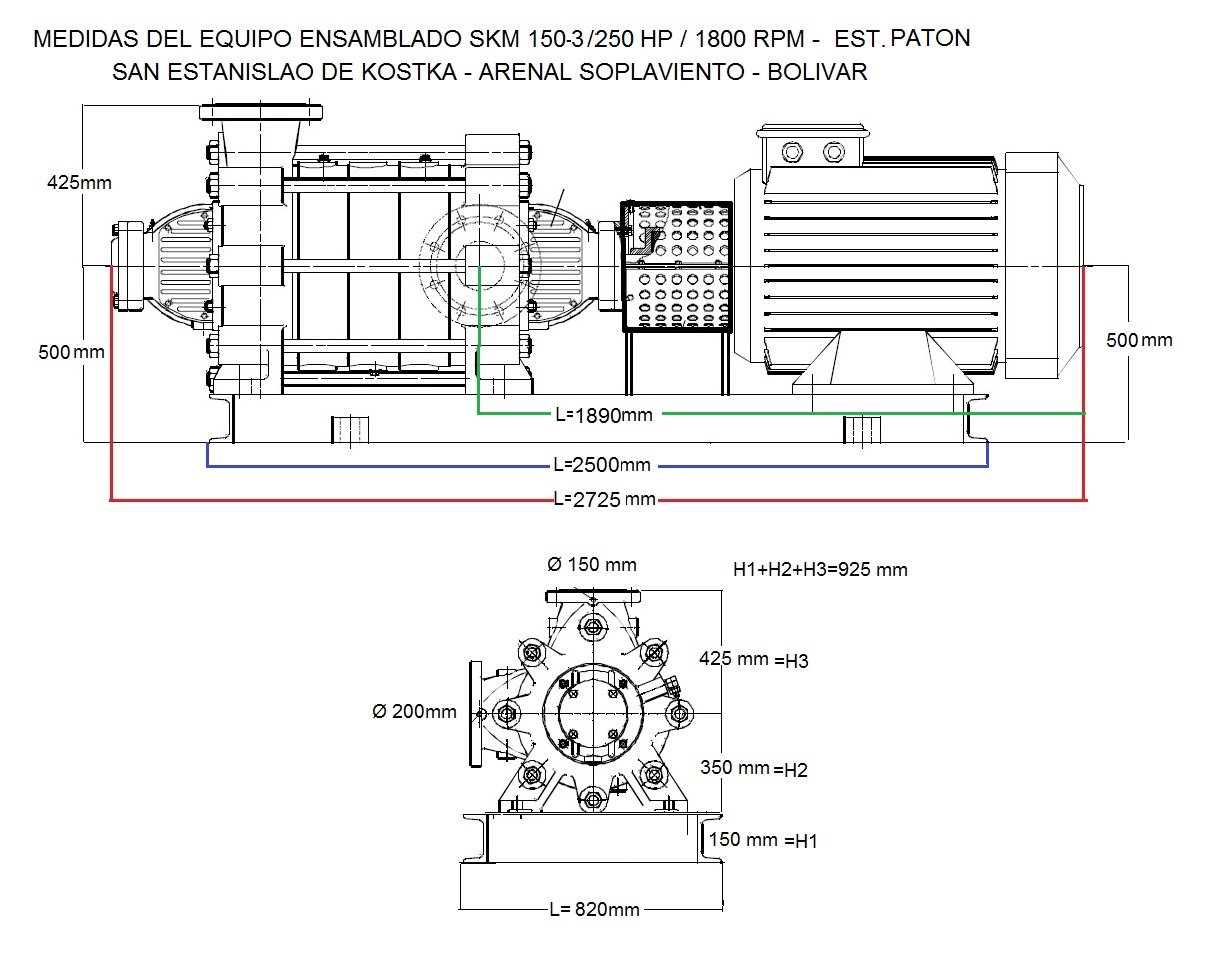 MEDIDAS DEL EQUIPO ENSAMBLADO SKM 150-3/250 HP / 1800 RPM - EST. PATON
SAN ESTANISLAO DE KOSTKA - ARENAL SOPLAVIENTO - BOLIVAR
425mm
500mm
500mm
L=1890mm
L=2500mm
L=2725mm
Ø 150 mm
H1+H2+H3=925 mm
425 mm =H3
Ø 200mm
350 mm =H2
150 mm =H1
L= 820mm